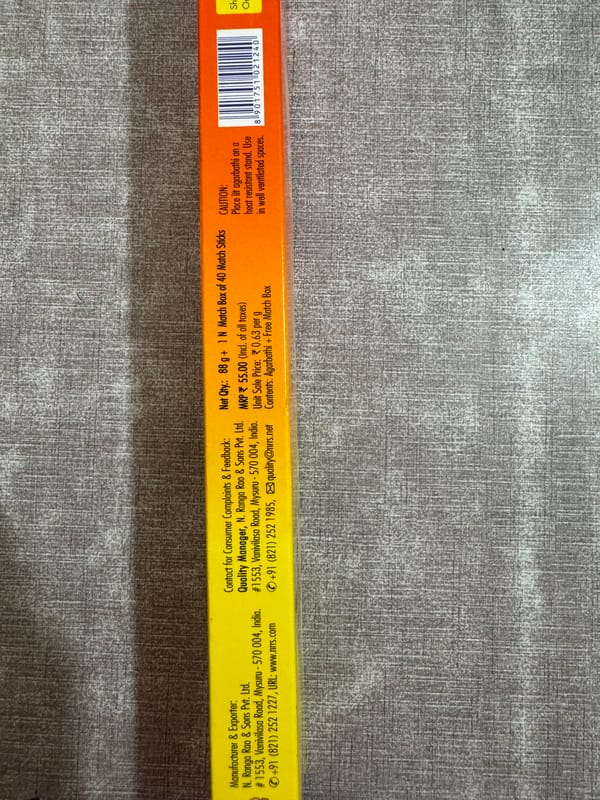 Manufacturer & Exporter:
N. Ranga Rao & Sons Pvt. Ltd.
#1553, Vanivilasa Road, Mysuru - 570 004, India.
✆ +91 (821) 252 1227, URL: www.nrrs.com
Contact for Consumer Complaints & Feedback:
Quality Manager, N. Ranga Rao & Sons Pvt. Ltd.
#1553, Vanivilasa Road, Mysuru - 570 004, India.
✆ +91 (821) 252 1985, ✉ quality@nrrs.net
Net Qty.: 88 g + 1 N Match Box of 40 Match Sticks
MRP ₹ 55.00 (Incl. of all taxes)
Unit Sale Price: ₹ 0.63 per g
Contents: Agarbathi + Free Match Box
CAUTION:
Place lit agarbathi on a
heat resistant stand. Use
in well ventilated spaces.
8 901751 021240